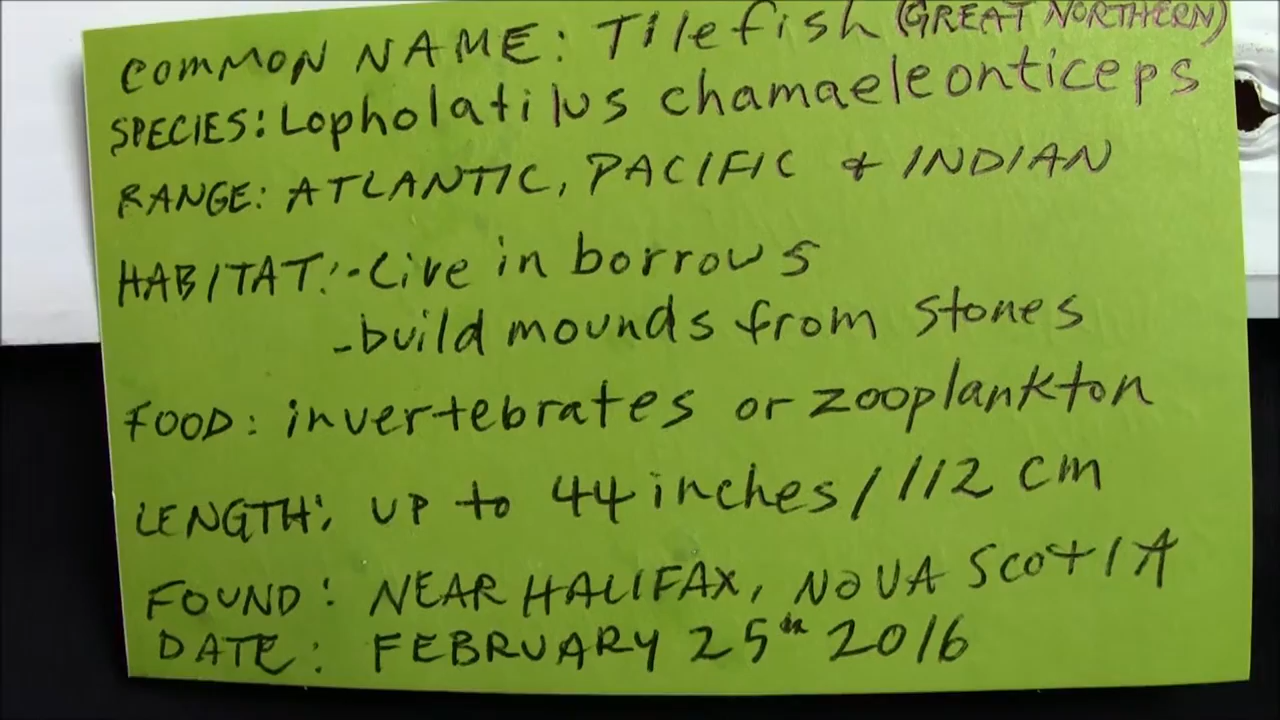 COMMON NAME: Tilefish (GREAT NORTHERN)
SPECIES: Lopholatilus chamaeleonticeps
RANGE: ATLANTIC, PACIFIC & INDIAN
HABITAT: - Live in borrows
- build mounds from stones
FOOD: invertebrates or zooplankton
LENGTH: UP to 44 inches / 112 cm
FOUND: NEAR HALIFAX, NOVA SCOTIA
DATE: FEBRUARY 25th 2016